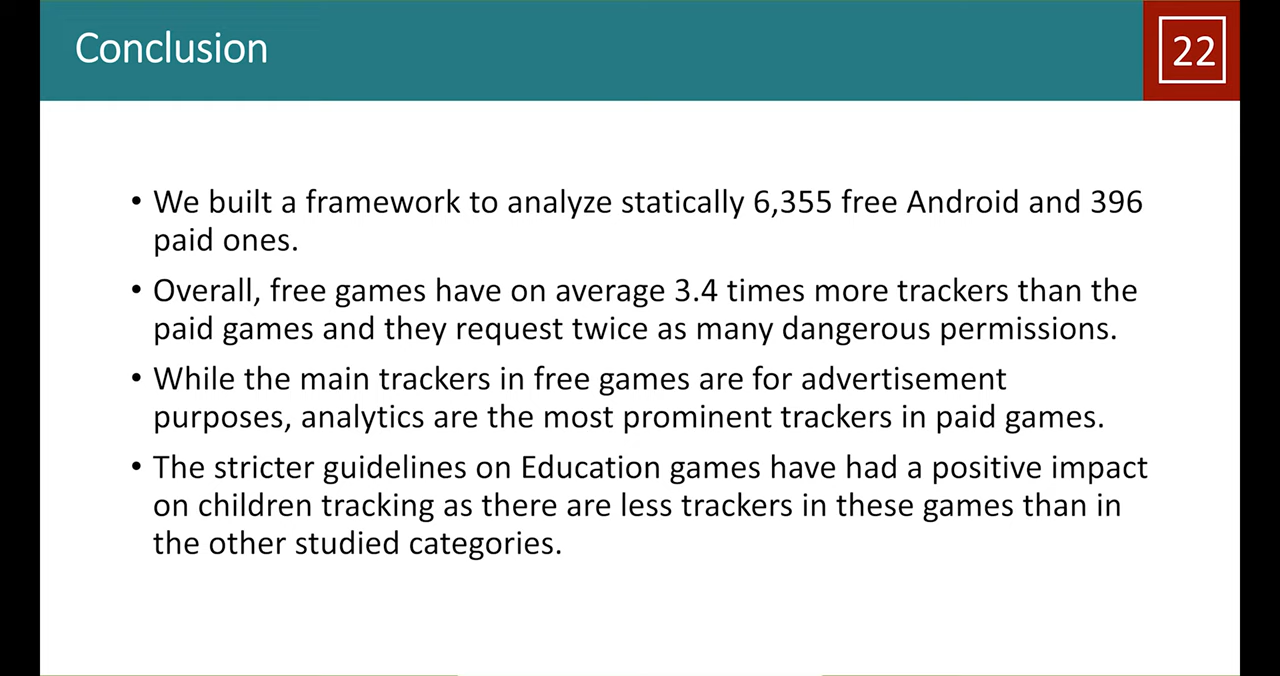 Conclusion
22
• We built a framework to analyze statically 6,355 free Android and 396
paid ones.
• Overall, free games have on average 3.4 times more trackers than the
paid games and they request twice as many dangerous permissions.
• While the main trackers in free games are for advertisement
purposes, analytics are the most prominent trackers in paid games.
• The stricter guidelines on Education games have had a positive impact
on children tracking as there are less trackers in these games than in
the other studied categories.